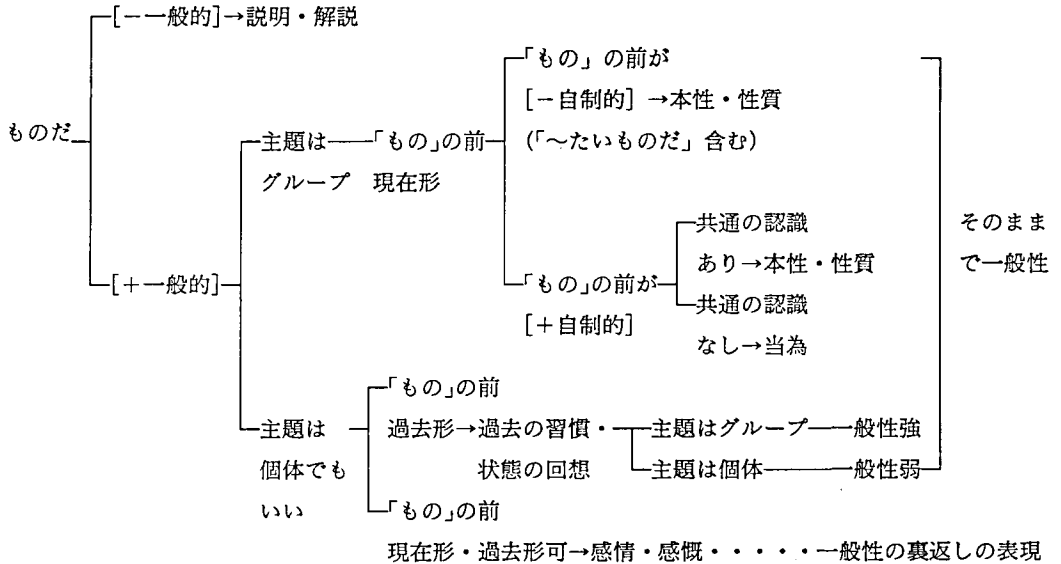 [－一般的]→説明・解説
「もの」の前が
[－自制的]→本性・性質
ものだ
主題は
「もの」の前
(「～たいものだ」含む)
グループ
現在形
共通の認識
そのまま
あり→本性・性質
で一般性
[＋一般的]
「もの」の前が
共通の認識
[＋自制的]
なし→当為
「もの」の前
主題は
過去形→過去の習慣・
主題はグループ
一般性強
個体でも
状態の回想
主題は個体
一般性弱
いい
「もの」の前
現在形・過去形可→感情・感慨・・・・・一般性の裏返しの表現